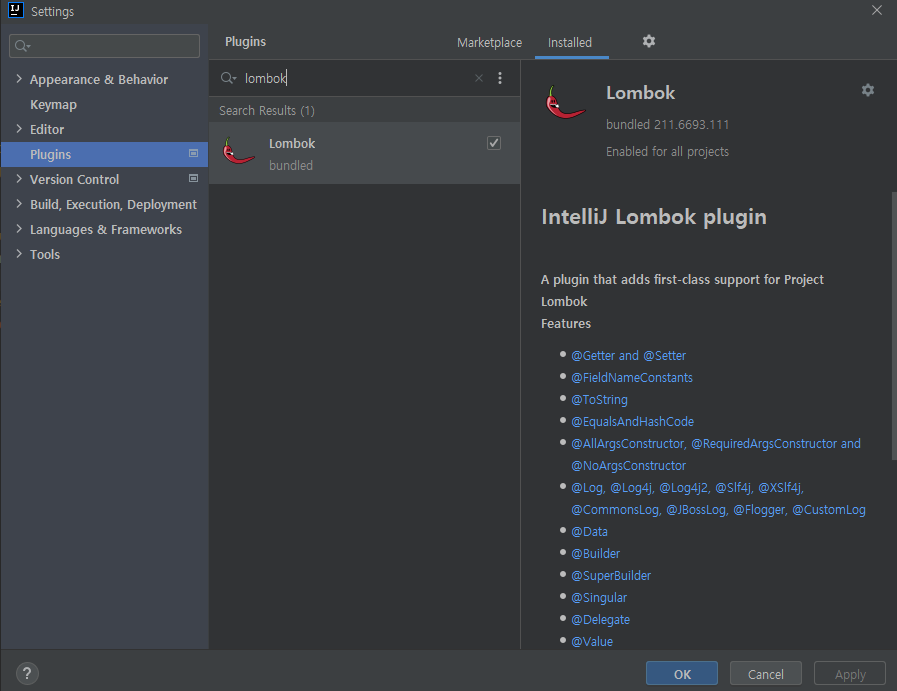 IJ Settings
Plugins Marketplace Installed
Appearance & Behavior
Keymap
Editor
Plugins
Version Control
Build, Execution, Deployment
Languages & Frameworks
Tools
lombok
Search Results (1)
Lombok
bundled
Lombok
bundled 211.6693.111
Enabled for all projects
IntelliJ Lombok plugin
A plugin that adds first-class support for Project
Lombok
Features
@Getter and @Setter
@FieldNameConstants
@ToString
@EqualsAndHashCode
@AllArgsConstructor, @RequiredArgsConstructor and
@NoArgsConstructor
@Log, @Log4j, @Log4j2, @Slf4j, @XSlf4j,
@CommonsLog, @JBossLog, @Flogger, @CustomLog
@Data
@Builder
@SuperBuilder
@Singular
@Delegate
@Value
? OK Cancel Apply